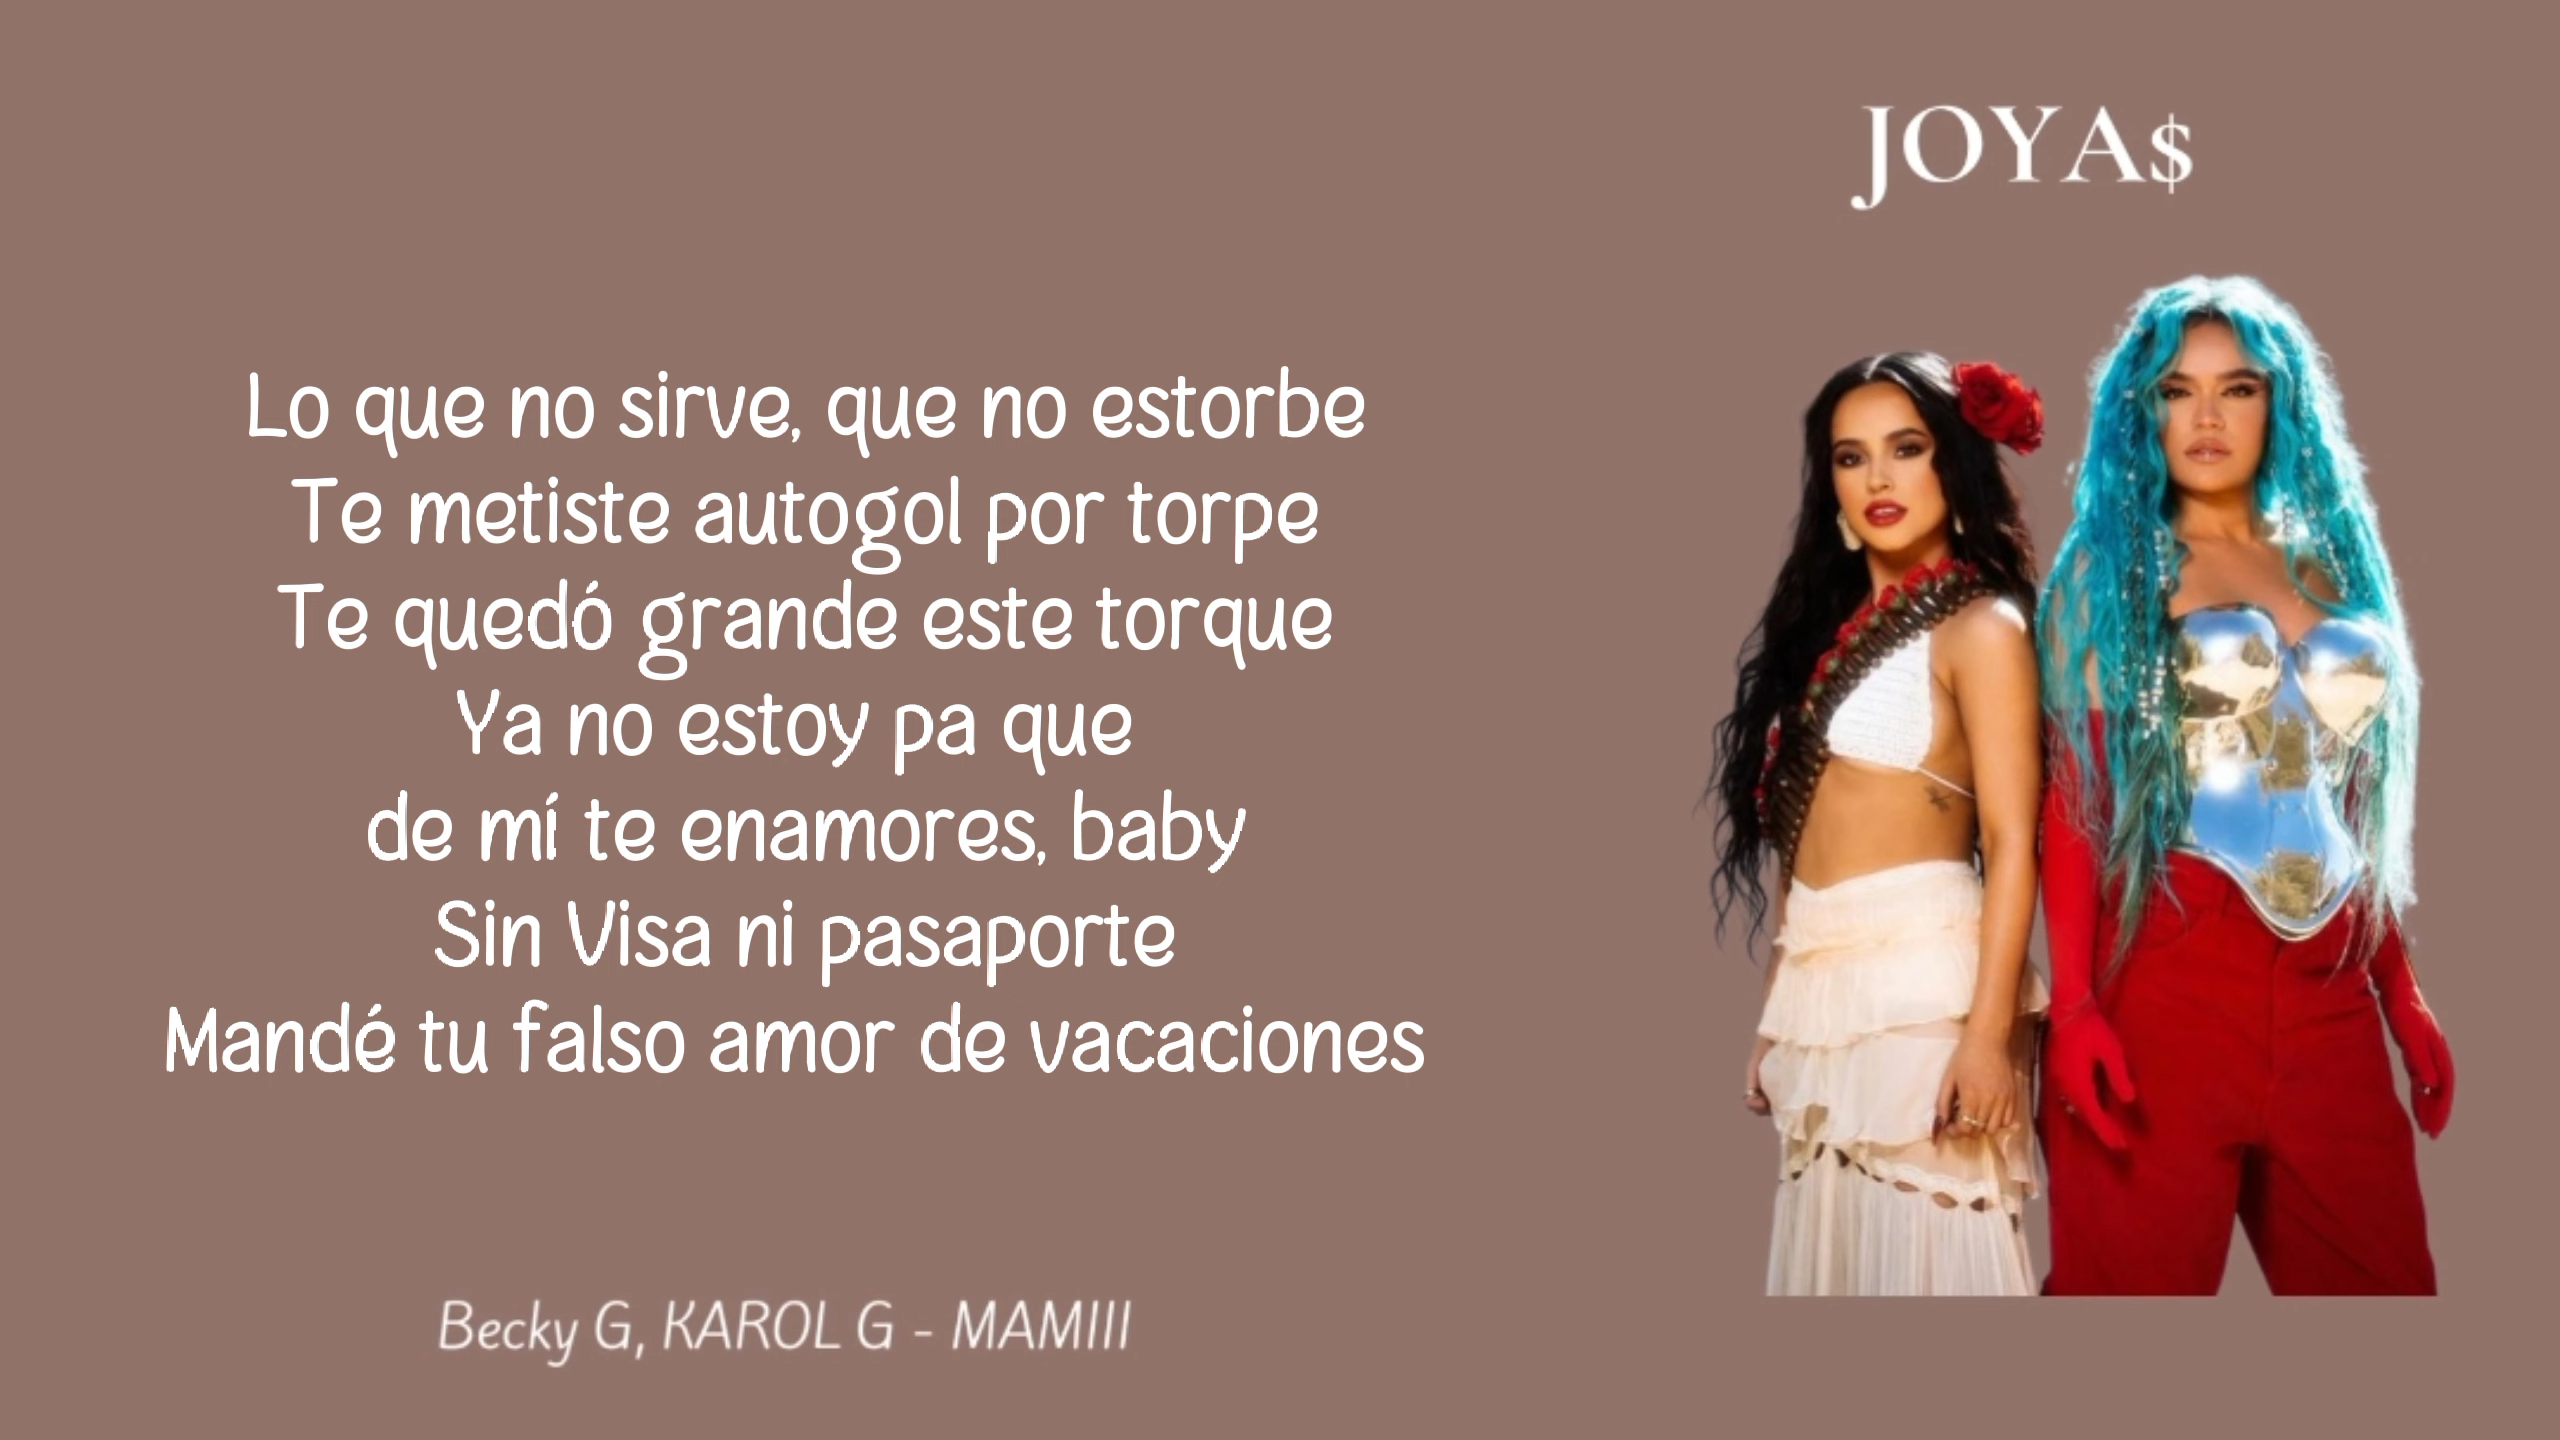 JOYA$
Lo que no sirve, que no estorbe
Te metiste autogol por torpe
Te quedó grande este torque
Ya no estoy pa que
de mí te enamores, baby
Sin Visa ni pasaporte
Mandé tu falso amor de vacaciones
Becky G, KAROL G - MAMIII